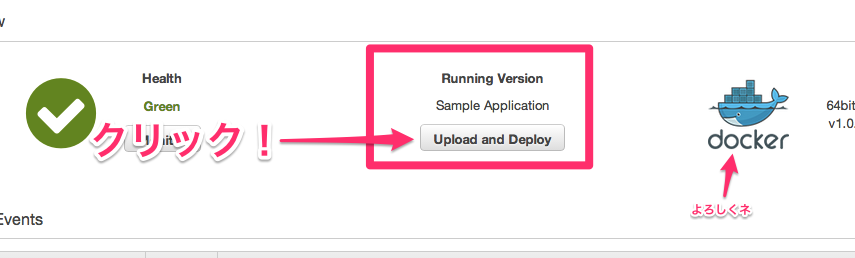 Health
Green
クリック！
Running Version
Sample Application
Upload and Deploy
docker
よろしくネ
64bit
v1.0.
Events